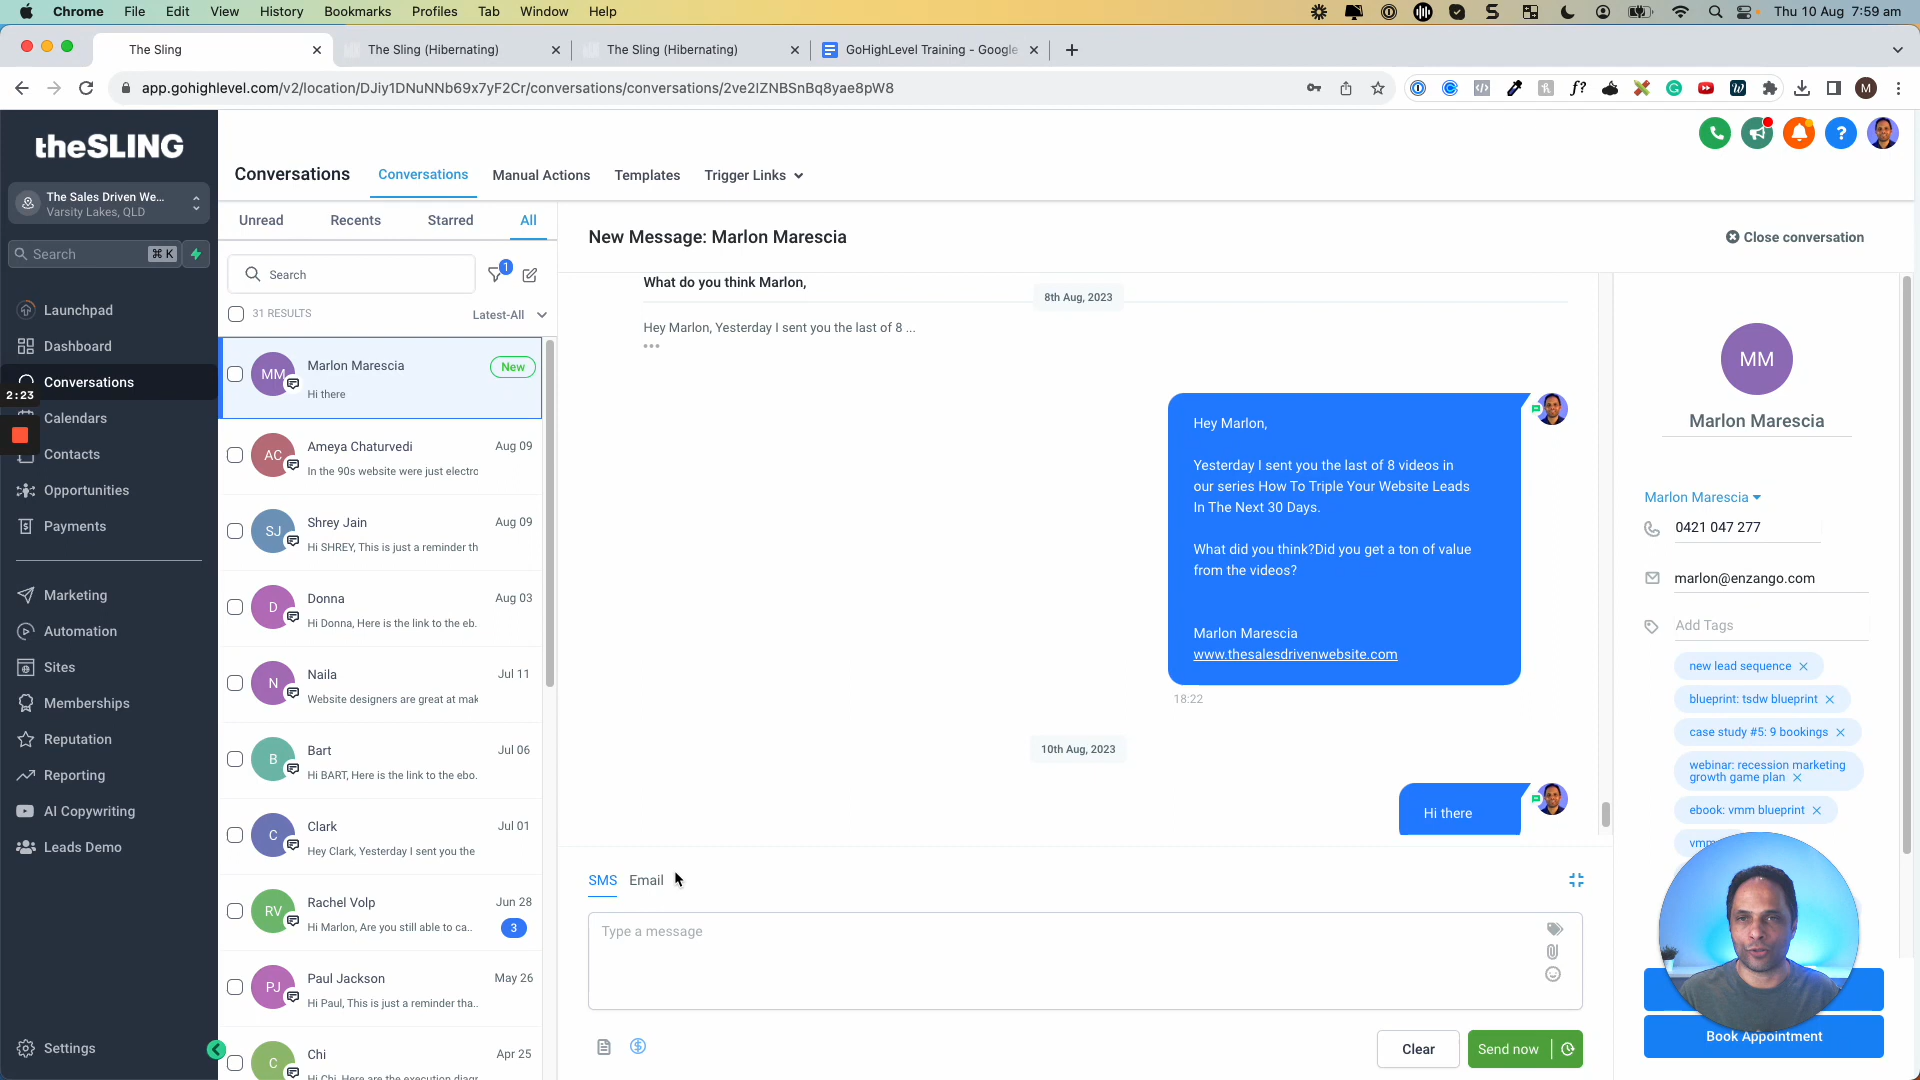 Chrome File Edit View History Bookmarks Profiles Tab Window Help
Thu 10 Aug 7:59 am
The Sling
The Sling (Hibernating)
The Sling (Hibernating)
GoHighLevel Training - Google
app.gohighlevel.com/v2/location/DJiy1DNuNNb69x7yF2Cr/conversations/conversations/2ve2IZNBSnBq8yae8pW8
M
theSLING
The Sales Driven We...
Varsity Lakes, QLD
Search
⌘ K
Launchpad
Dashboard
Conversations
2:23
Calendars
Contacts
Opportunities
Payments
Marketing
Automation
Sites
Memberships
Reputation
Reporting
AI Copywriting
Leads Demo
Settings
Conversations
Conversations
Manual Actions
Templates
Trigger Links
Unread
Recents
Starred
All
Search
1
31 RESULTS
Latest-All
MM
Marlon Marescia
New
Hi there
AC
Ameya Chaturvedi
Aug 09
In the 90s website were just electro
SJ
Shrey Jain
Aug 09
Hi SHREY, This is just a reminder th
D
Donna
Aug 03
Hi Donna, Here is the link to the eb.
N
Naila
Jul 11
Website designers are great at mak
B
Bart
Jul 06
Hi BART, Here is the link to the ebo.
C
Clark
Jul 01
Hey Clark, Yesterday I sent you the
RV
Rachel Volp
Jun 28
Hi Marlon, Are you still able to ca..
3
PJ
Paul Jackson
May 26
Hi Paul, This is just a reminder tha..
C
Chi
Apr 25
Hi Chi, Here are the execution diagr
New Message: Marlon Marescia
Close conversation
What do you think Marlon,
8th Aug, 2023
Hey Marlon, Yesterday I sent you the last of 8 ...
Hey Marlon,
Yesterday I sent you the last of 8 videos in
our series How To Triple Your Website Leads
In The Next 30 Days.
What did you think?Did you get a ton of value
from the videos?
Marlon Marescia
www.thesalesdrivenwebsite.com
18:22
10th Aug, 2023
Hi there
SMS
Email
Type a message
Clear
Send now
MM
Marlon Marescia
Marlon Marescia
0421 047 277
marlon@enzango.com
Add Tags
new lead sequence
blueprint: tsdw blueprint
case study #5: 9 bookings
webinar: recession marketing
growth game plan
ebook: vmm blueprint
Book Appointment